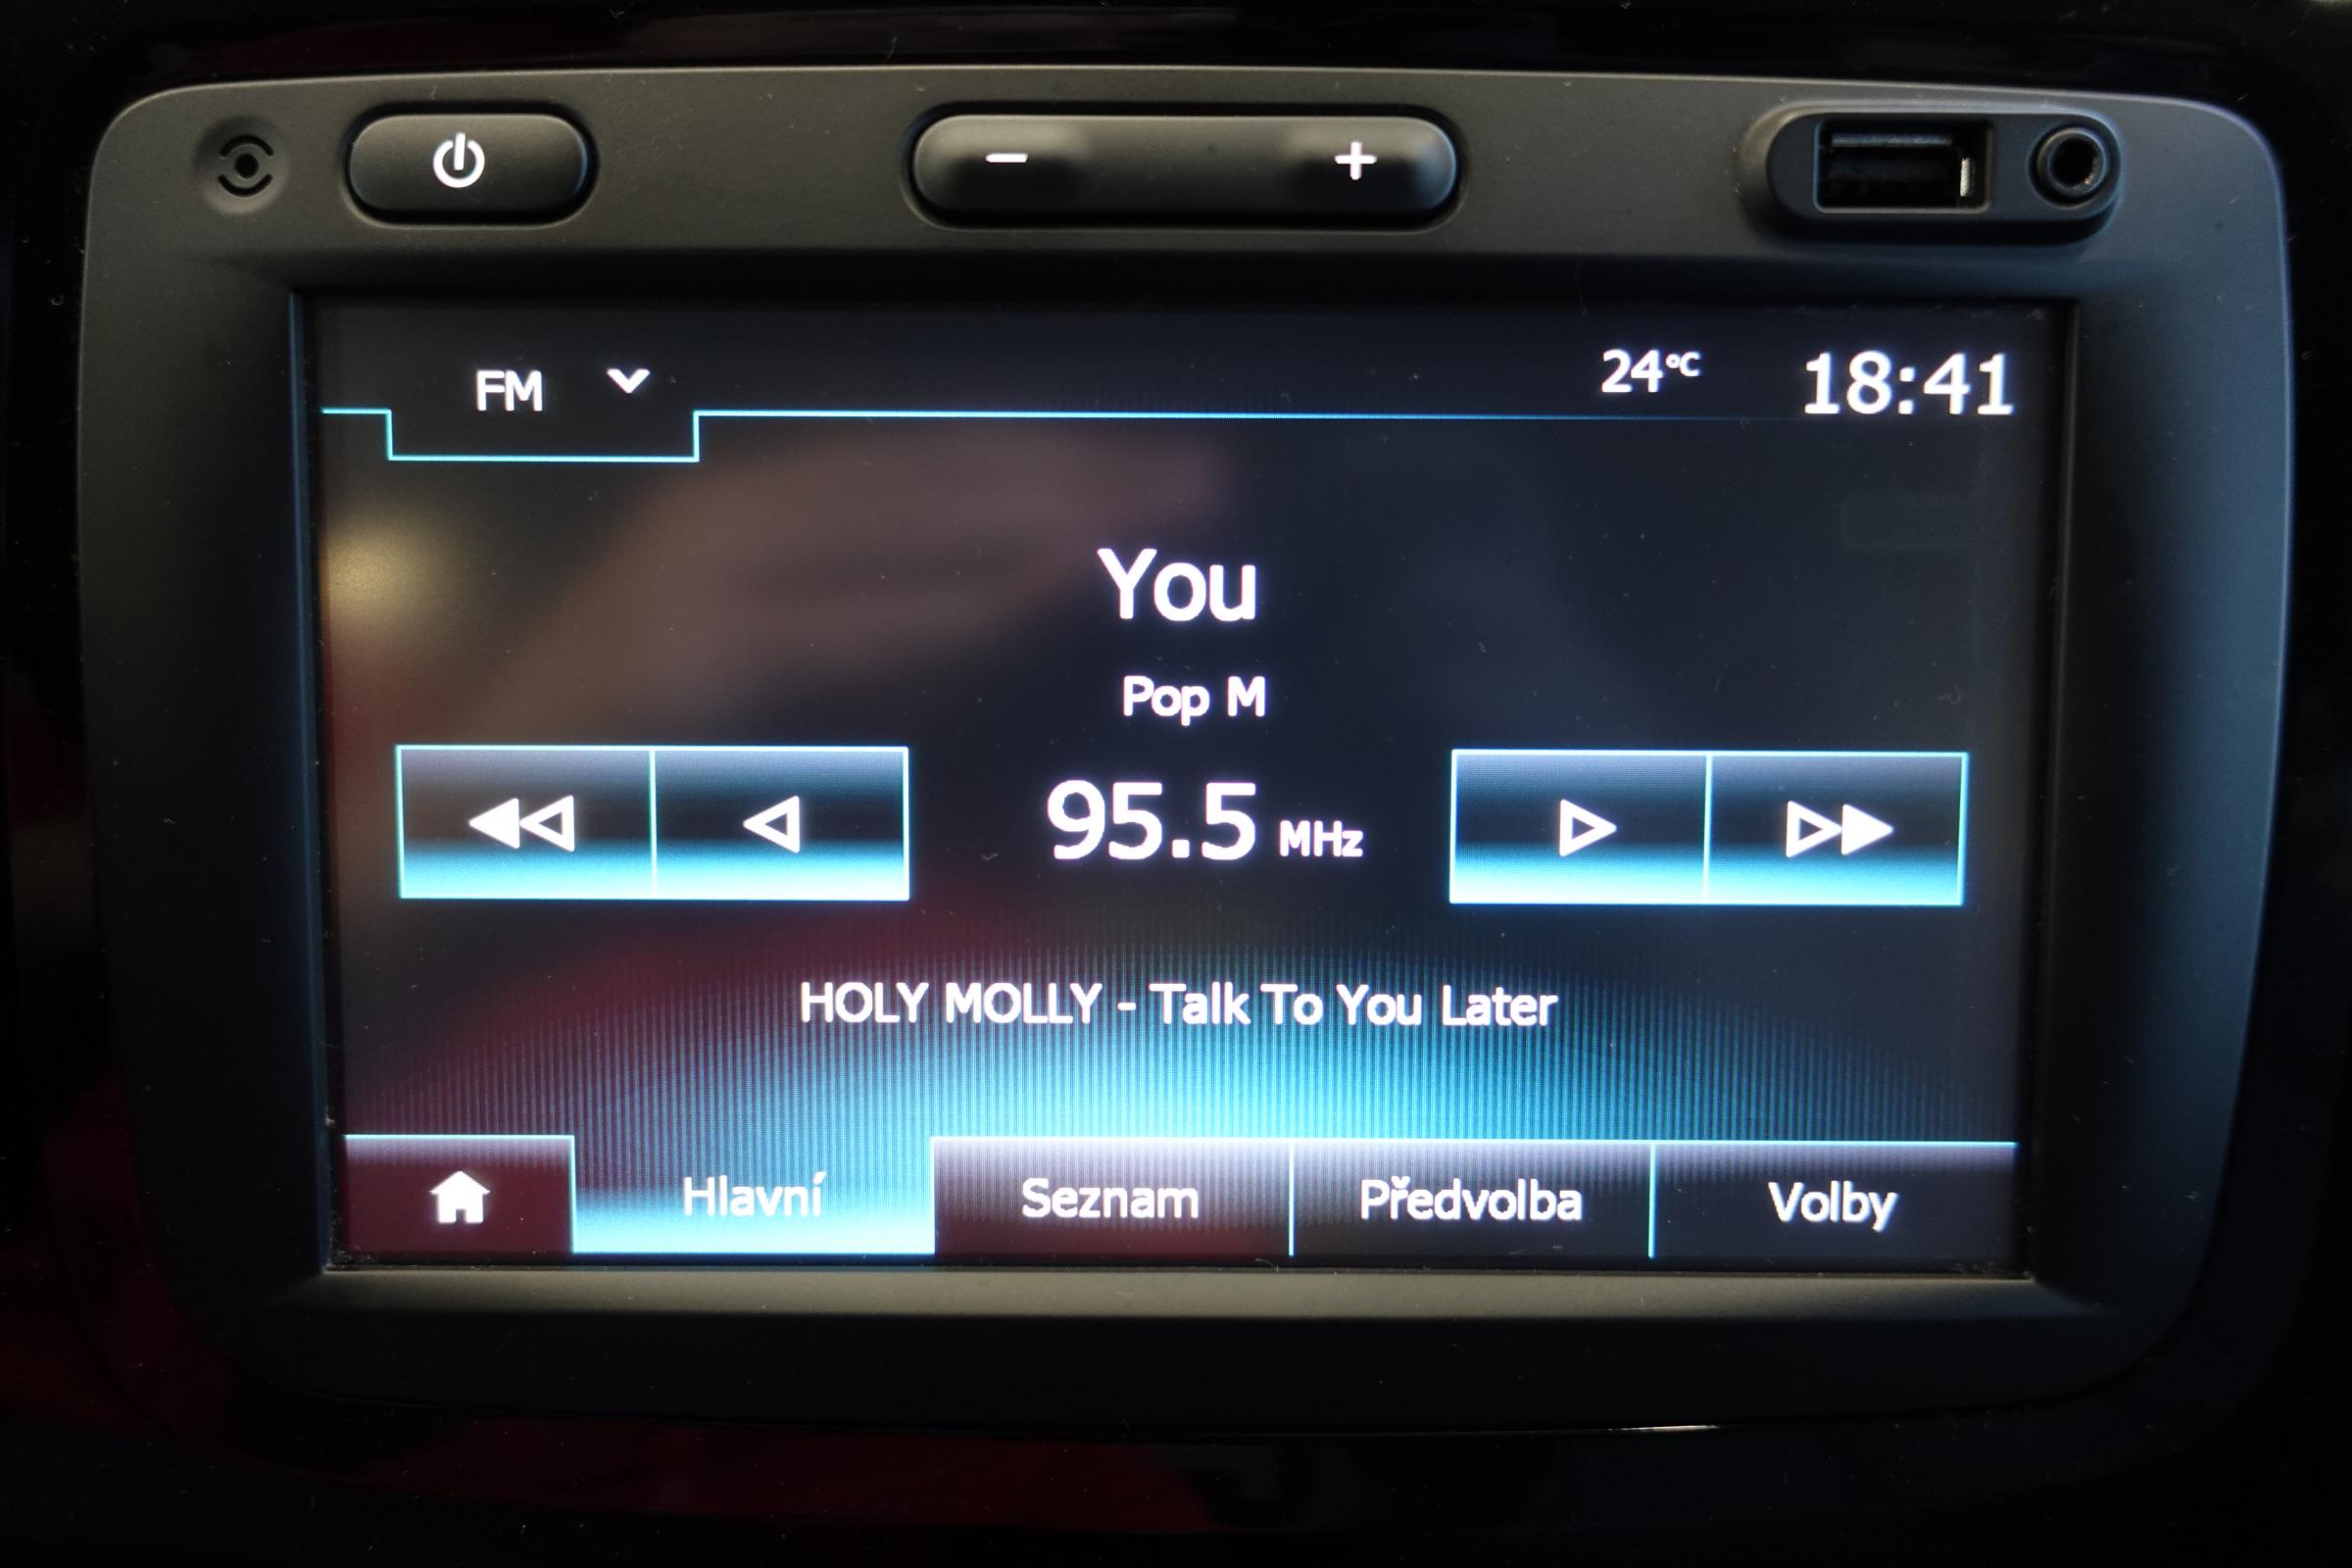 FM
24°C 18:41
You
Pop M
95.5 MHz
HOLY MOLLY - Talk To You Later
Hlavní Seznam Předvolba Volby